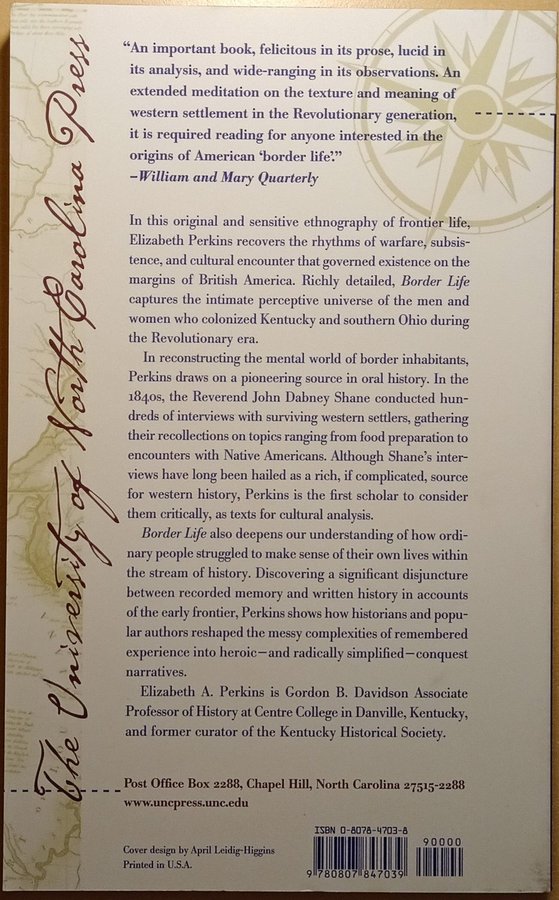 The University of North Carolina Press
“An important book, felicitous in its prose, lucid in
its analysis, and wide-ranging in its observations. An
extended meditation on the texture and meaning of
western settlement in the Revolutionary generation,
it is required reading for anyone interested in the
origins of American ‘border life’.”
–William and Mary Quarterly
In this original and sensitive ethnography of frontier life,
Elizabeth Perkins recovers the rhythms of warfare, subsis-
tence, and cultural encounter that governed existence on the
margins of British America. Richly detailed, Border Life
captures the intimate perceptive universe of the men and
women who colonized Kentucky and southern Ohio during
the Revolutionary era.
In reconstructing the mental world of border inhabitants,
Perkins draws on a pioneering source in oral history. In the
1840s, the Reverend John Dabney Shane conducted hun-
dreds of interviews with surviving western settlers, gathering
their recollections on topics ranging from food preparation to
encounters with Native Americans. Although Shane's inter-
views have long been hailed as a rich, if complicated, source
for western history, Perkins is the first scholar to consider
them critically, as texts for cultural analysis.
Border Life also deepens our understanding of how ordi-
nary people struggled to make sense of their own lives within
the stream of history. Discovering a significant disjuncture
between recorded memory and written history in accounts
of the early frontier, Perkins shows how historians and popu-
lar authors reshaped the messy complexities of remembered
experience into heroic—and radically simplified—conquest
narratives.
Elizabeth A. Perkins is Gordon B. Davidson Associate
Professor of History at Centre College in Danville, Kentucky,
and former curator of the Kentucky Historical Society.
Post Office Box 2288, Chapel Hill, North Carolina 27515-2288
www.uncpress.unc.edu
Cover design by April Leidig-Higgins
Printed in U.S.A.
ISBN 0-8078-4703-8
90000
9 780807 847039